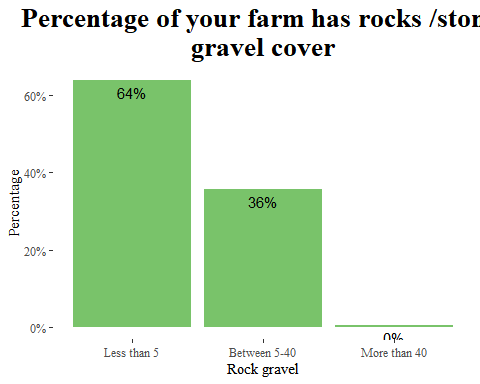 Percentage of your farm has rocks /stor
gravel cover
64%
60%
40%
36%
20%
0%
0%
Less than 5
Between 5-40
More than 40
Percentage
Rock gravel